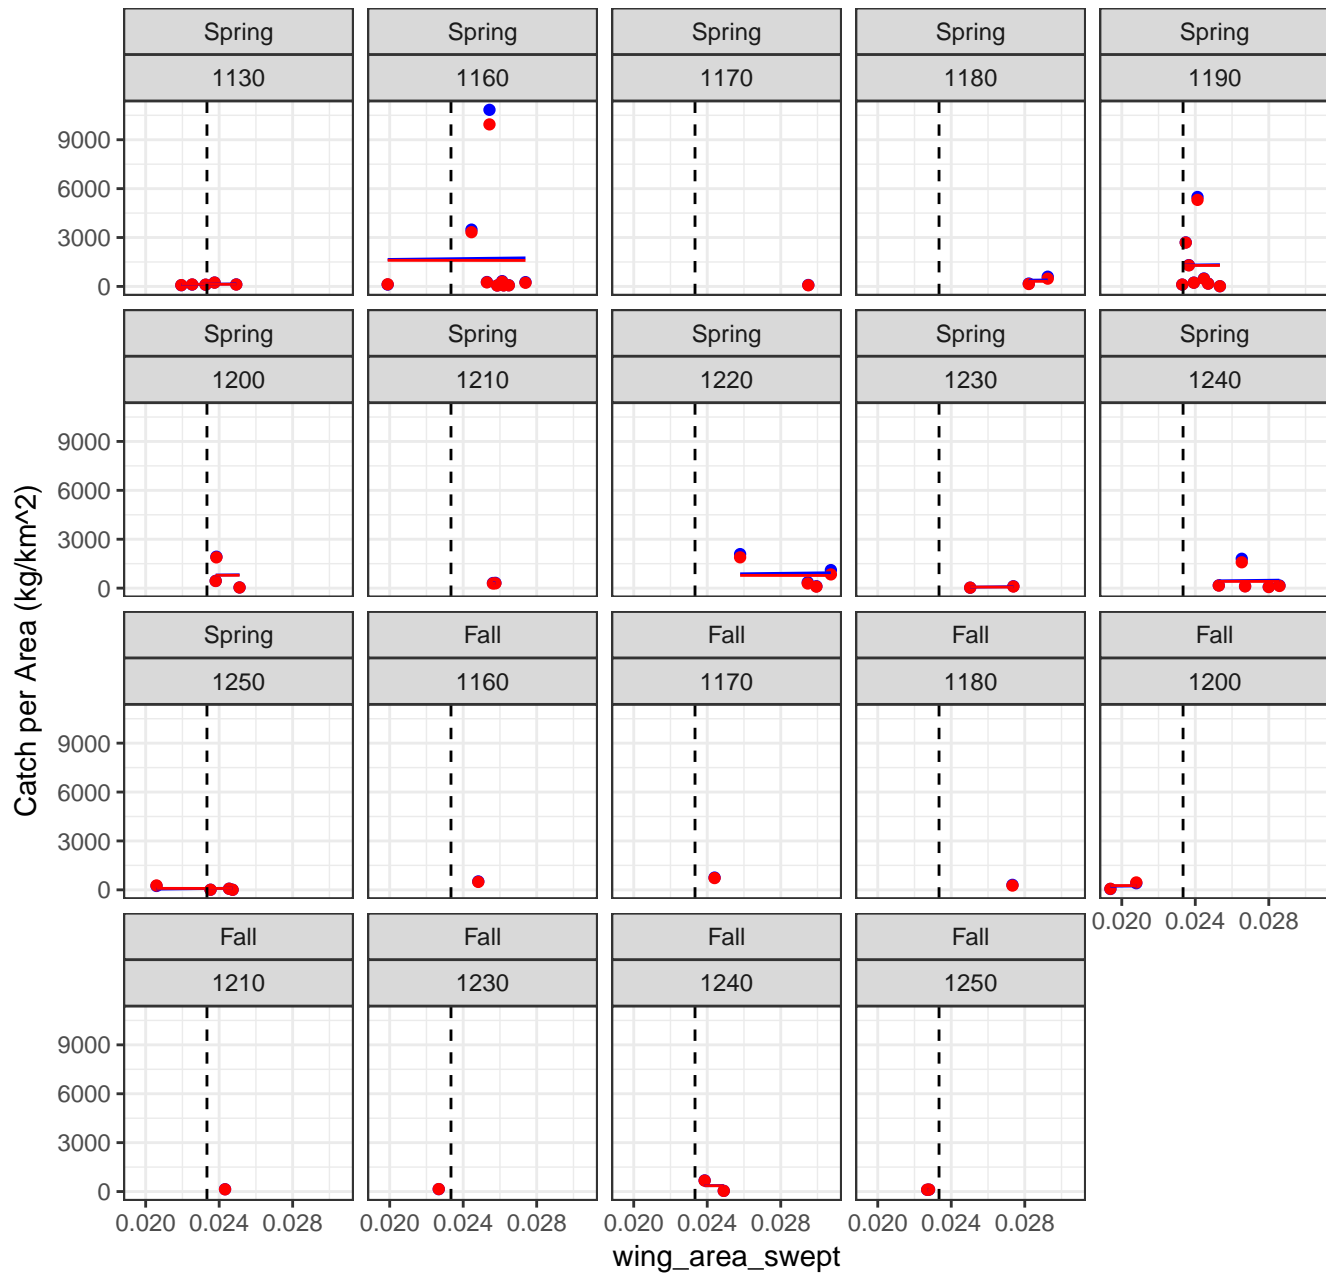 Spring Spring Spring Spring Spring
1130 1160 1170 1180 1190
9000
6000
3000
0
Spring Spring Spring Spring Spring
1200 1210 1220 1230 1240
9000
6000
3000
0
Spring Fall Fall Fall Fall
1250 1160 1170 1180 1200
9000
6000
3000
0
0.020 0.024 0.028
Fall Fall Fall Fall
1210 1230 1240 1250
9000
6000
3000
0
0.020 0.024 0.028 0.020 0.024 0.028 0.020 0.024 0.028 0.020 0.024 0.028
wing_area_swept
Catch per Area (kg/km^2)